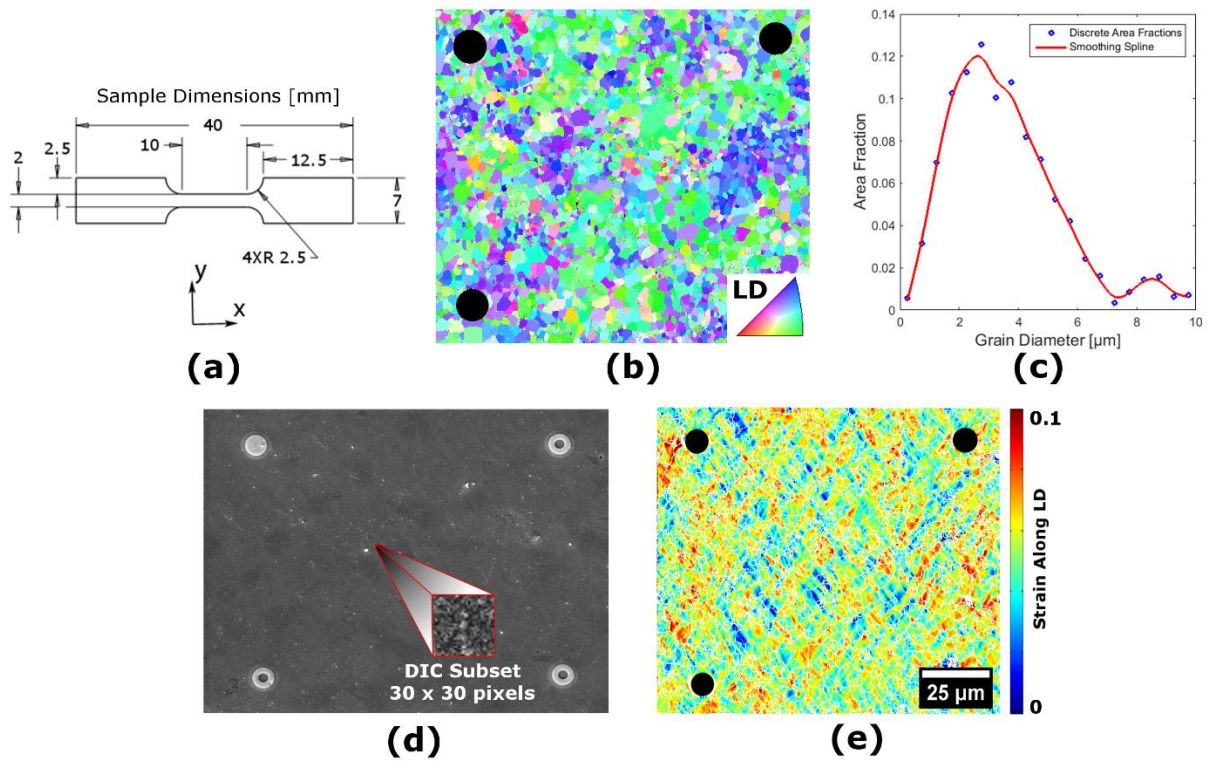 Sample Dimensions [mm]
40
10
12.5
2.5
2
7
4XR 2.5
y
x
(a)
LD
(b)
0.14
0.12
0.1
0.08
0.06
0.04
0.02
0
Area Fraction
Discrete Area Fractions
Smoothing Spline
0 2 4 6 8 10
Grain Diameter [µm]
(c)
DIC Subset
30 x 30 pixels
(d)
25 µm
0.1
Strain Along LD
0
(e)